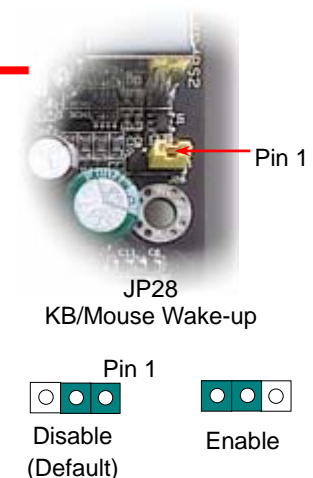 Pin 1
JP28
KB/Mouse Wake-up
Pin 1
Disable
(Default)
Enable